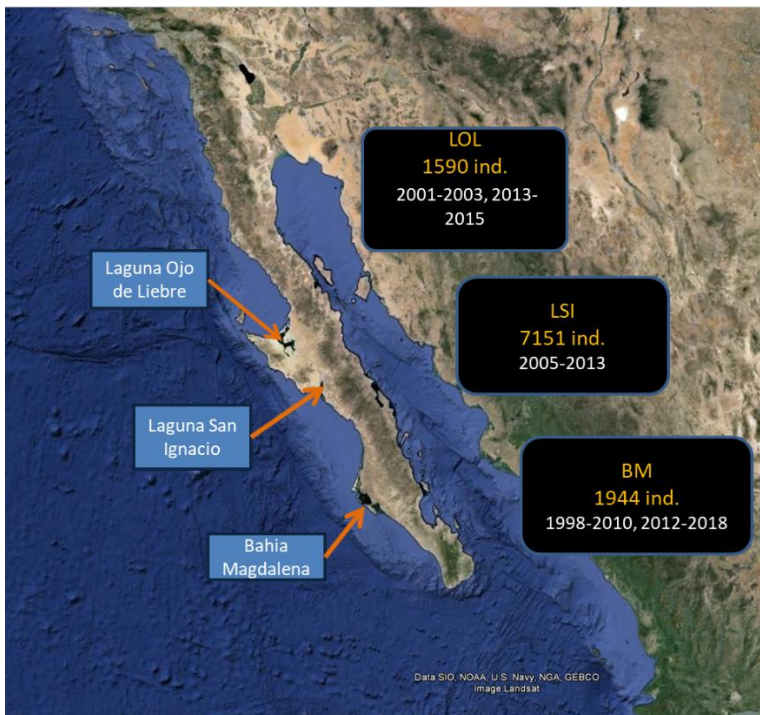 LOL
1590 ind.
2001-2003, 2013-
2015
Laguna Ojo
de Liebre
LSI
7151 ind.
2005-2013
Laguna San
Ignacio
BM
1944 ind.
1998-2010, 2012-2018
Bahia
Magdalena
Data SIO, NOAA, U.S. Navy, NGA, GEBCO
Image Landsat